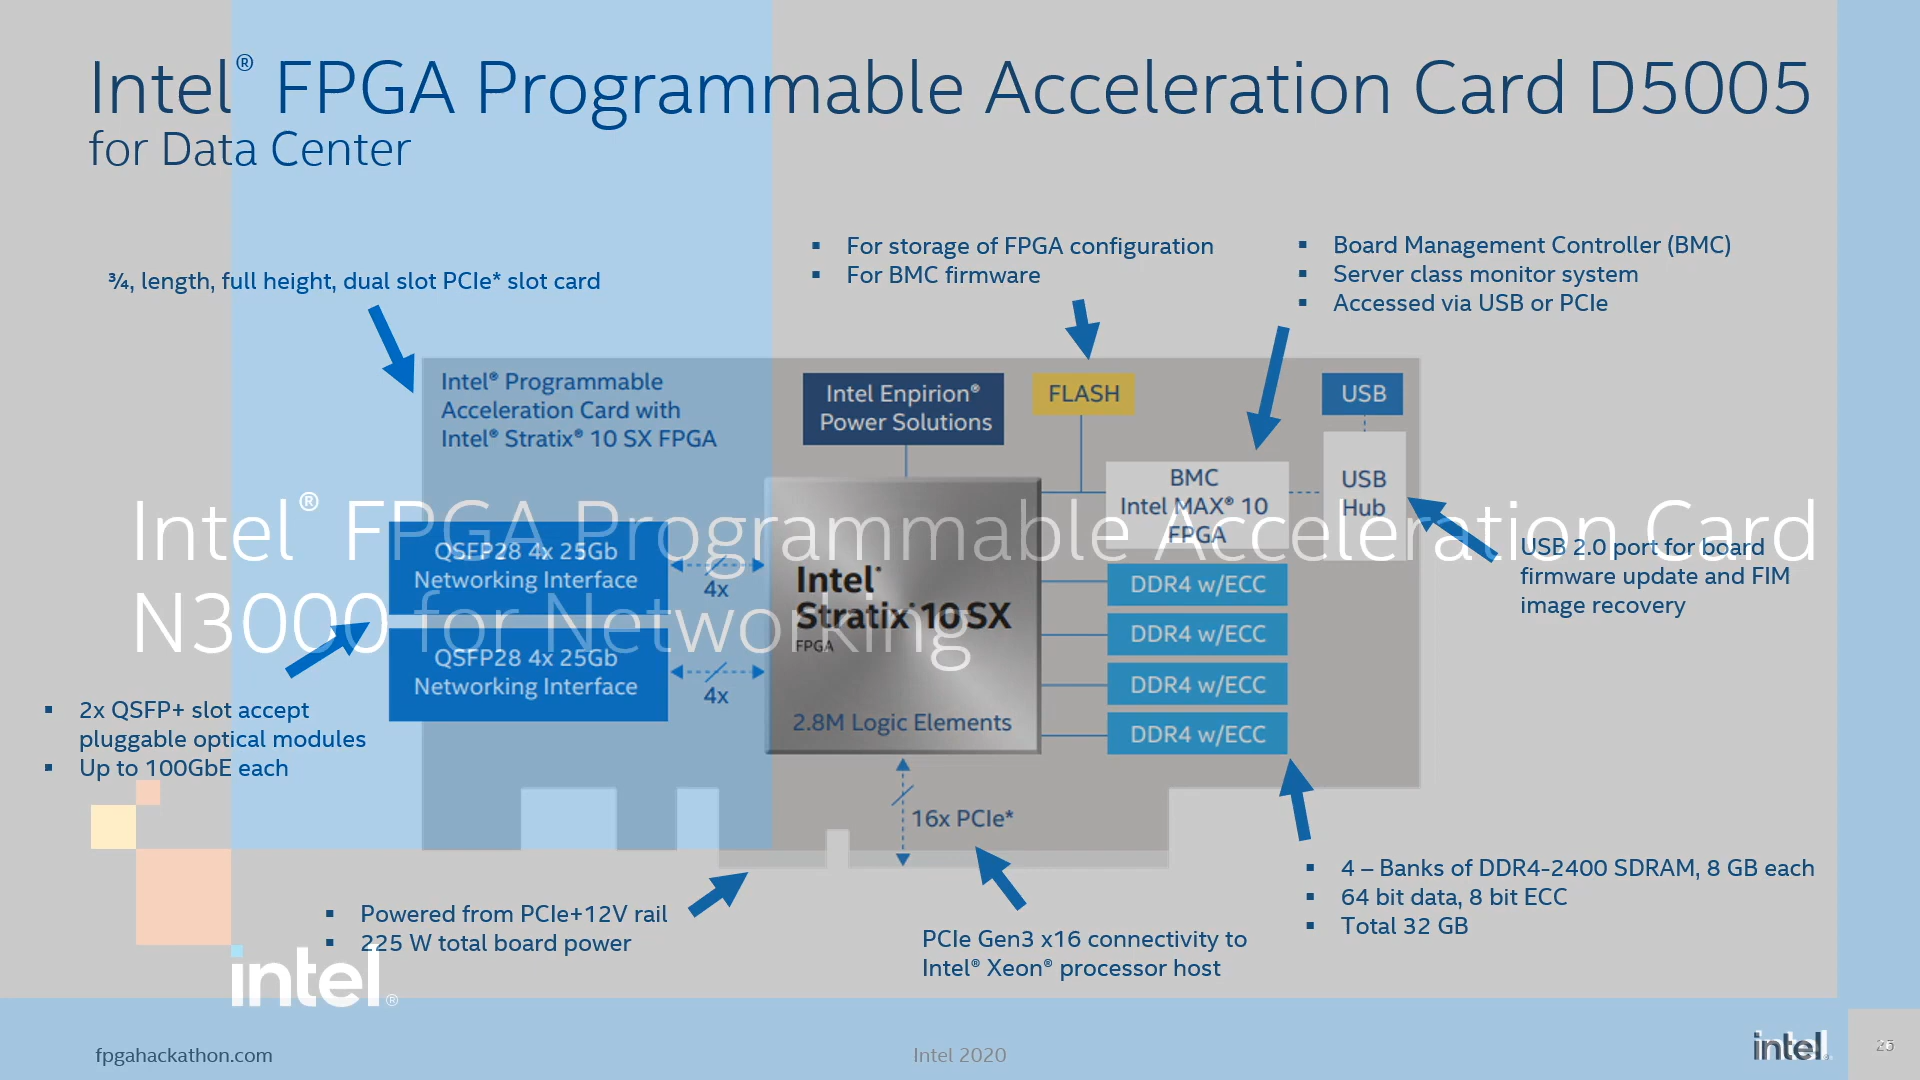 Intel® FPGA Programmable Acceleration Card D5005
for Data Center
¾, length, full height, dual slot PCIe* slot card
▪ For storage of FPGA configuration
▪ For BMC firmware
▪ Board Management Controller (BMC)
▪ Server class monitor system
▪ Accessed via USB or PCIe
Intel® Programmable
Acceleration Card with
Intel® Stratix® 10 SX FPGA
Intel Enpirion®
Power Solutions
FLASH
USB
BMC
Intel MAX® 10
FPGA
USB
Hub
Intel® FPGA Programmable Acceleration Card
N3000 for Networking
QSFP28 4x 25Gb
Networking Interface
4x
QSFP28 4x 25Gb
Networking Interface
4x
Intel®
Stratix® 10 SX
FPGA
2.8M Logic Elements
DDR4 w/ECC
DDR4 w/ECC
DDR4 w/ECC
DDR4 w/ECC
USB 2.0 port for board
firmware update and FIM
image recovery
▪ 2x QSFP+ slot accept
pluggable optical modules
▪ Up to 100GbE each
16x PCIe*
▪ Powered from PCIe+12V rail
▪ 225 W total board power
PCIe Gen3 x16 connectivity to
Intel® Xeon® processor host
▪ 4 – Banks of DDR4-2400 SDRAM, 8 GB each
▪ 64 bit data, 8 bit ECC
▪ Total 32 GB
intel®
fpgahackathon.com
Intel 2020
intel®